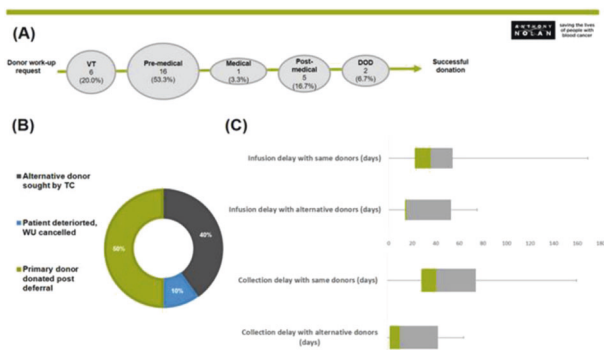 (A)
ANTHONY
NOLAN
saving the lives
of people with
blood cancer
Donor work-up
request
VT
6
(20.0%)
Pre-medical
16
(53.3%)
Medical
1
(3.3%)
Post-
medical
5
(16.7%)
DOD
2
(6.7%)
Successful
donation
(B)
Alternative donor
sought by TC
Patient deteriorted,
WU cancelled
Primary donor
donated post
deferral
40%
10%
50%
(C)
Infusion delay with same donors (days)
Infusion delay with alternative donors (days)
0 20 40 60 80 100 120 140 160 180
Collection delay with same donors (days)
Collection delay with alternative donors
(days)